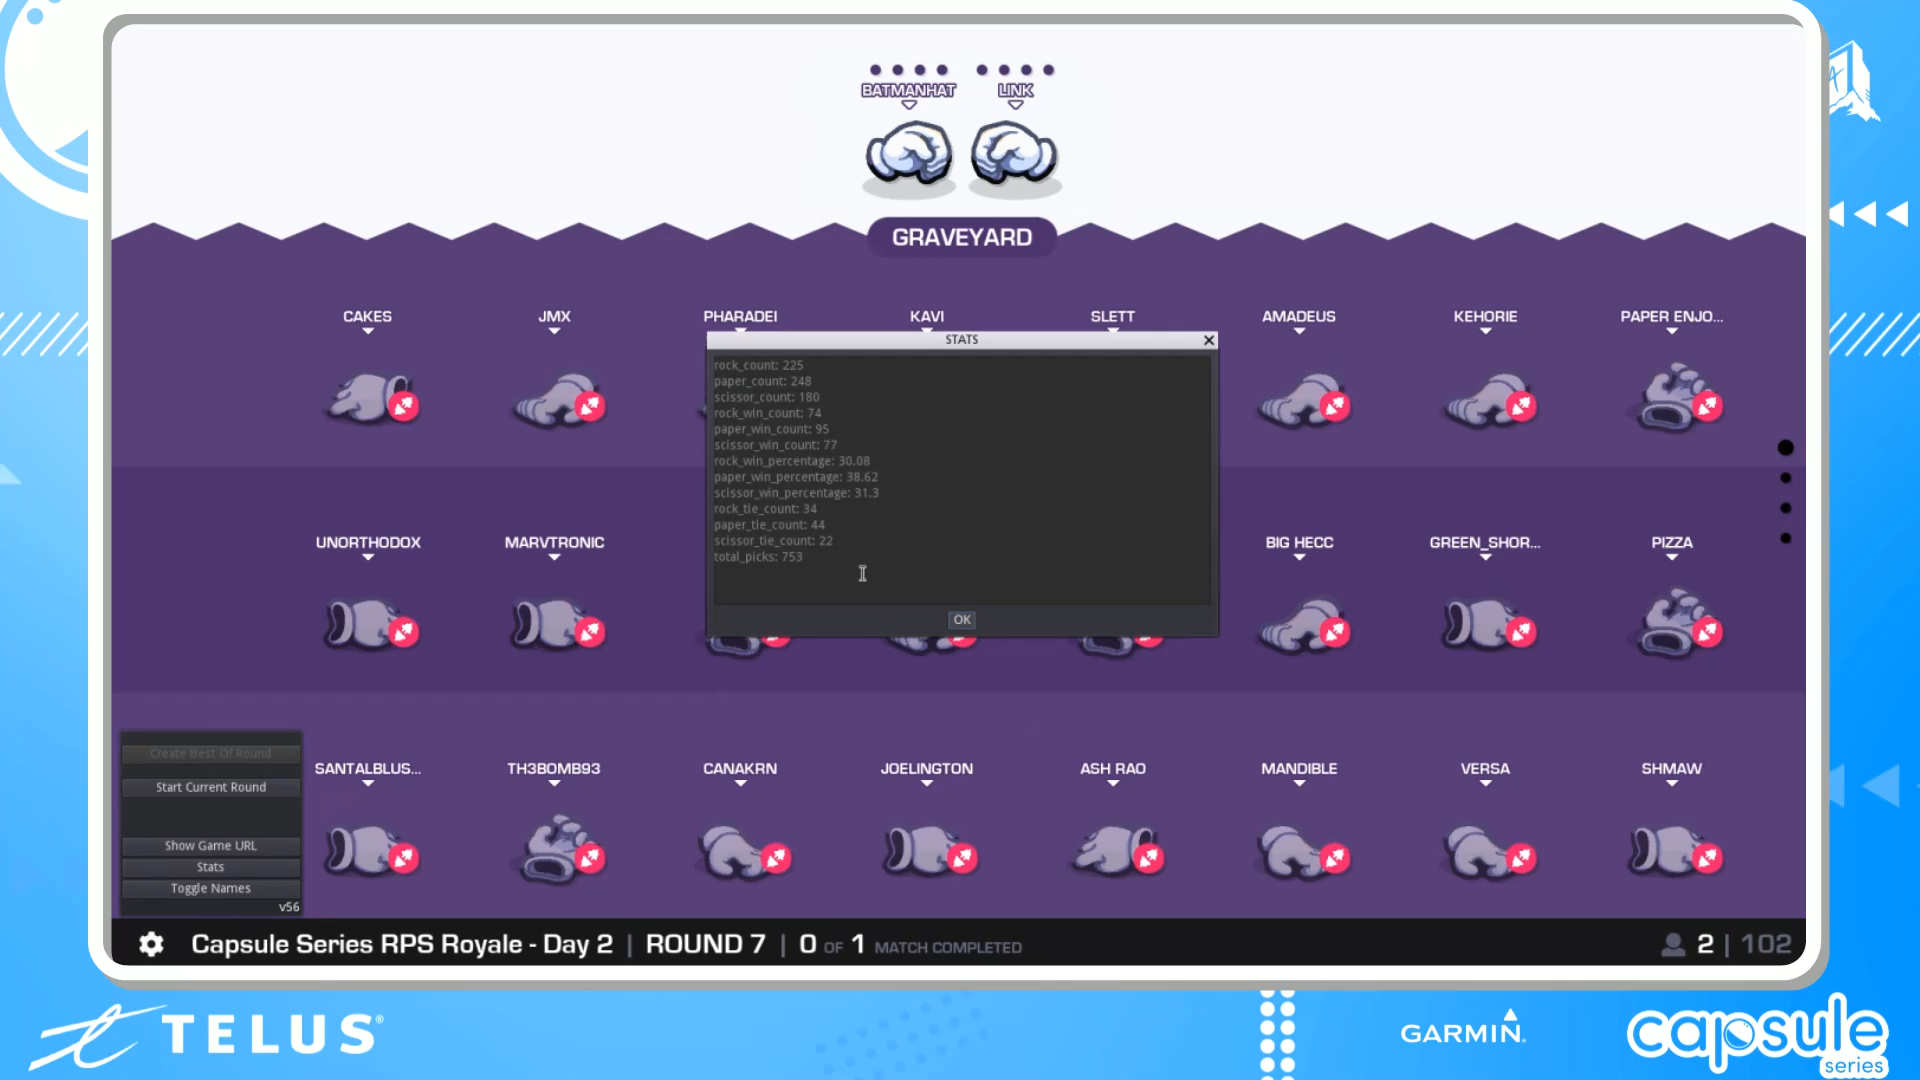 BATMANHAT LINK
GRAVEYARD
CAKES JMX PHARADEI KAVI SLETT AMADEUS KEHORIE PAPER ENJO...
STATS
rock_count: 225
paper_count: 248
scissor_count: 180
rock_win_count: 74
paper_win_count: 95
scissor_win_count: 77
rock_win_percentage: 30.08
paper_win_percentage: 38.62
scissor_win_percentage: 31.3
rock_tie_count: 34
paper_tie_count: 44
scissor_tie_count: 22
total_picks: 753
OK
UNORTHODOX MARVTRONIC BIG HECC GREEN_SHOR... PIZZA
SANTALBLUS... TH3BOMB93 CANAKRN JOELINGTON ASH RAO MANDIBLE VERSA SHMAW
Create Best Of Round
Start Current Round
Show Game URL
Stats
Toggle Names
v56
Capsule Series RPS Royale - Day 2 | ROUND 7 | 0 OF 1 MATCH COMPLETED 2 | 102
TELUS®
GARMIN.
capsule
series